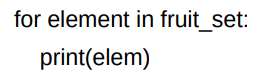 for element in fruit_set:
    print(elem)